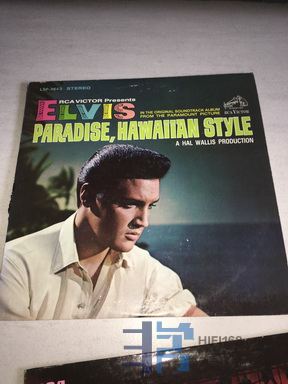 LSP-3643 STEREO
RCA VICTOR Presents
ELVIS
IN THE ORIGINAL SOUNDTRACK ALBUM
FROM THE PARAMOUNT PICTURE
RCA VICTOR
PARADISE, HAWAIIAN STYLE
A HAL WALLIS PRODUCTION
HIFI168